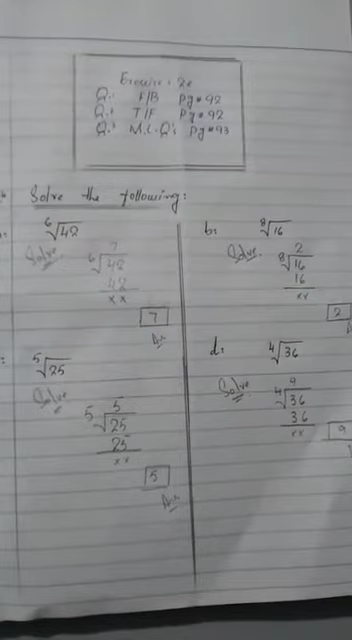 Exercise: 2c
Q.1 F/B Pg#92
Q.2 T/F Pg#92
Q.3 M.C.Q's Pg#93
Solve the following:
6√42
Solve.
7
6√42
42
xx
7
Ans
b: 8√16
Solve.
2
8√16
16
xx
2
5√25
Solve
5
5√25
25
xx
5
Ans
d: 4√36
Solve
9
4√36
36
xx
9